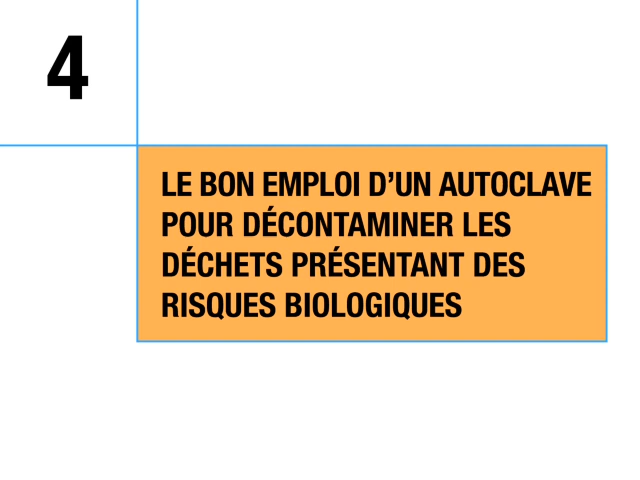 4
LE BON EMPLOI D’UN AUTOCLAVE
POUR DÉCONTAMINER LES
DÉCHETS PRÉSENTANT DES
RISQUES BIOLOGIQUES